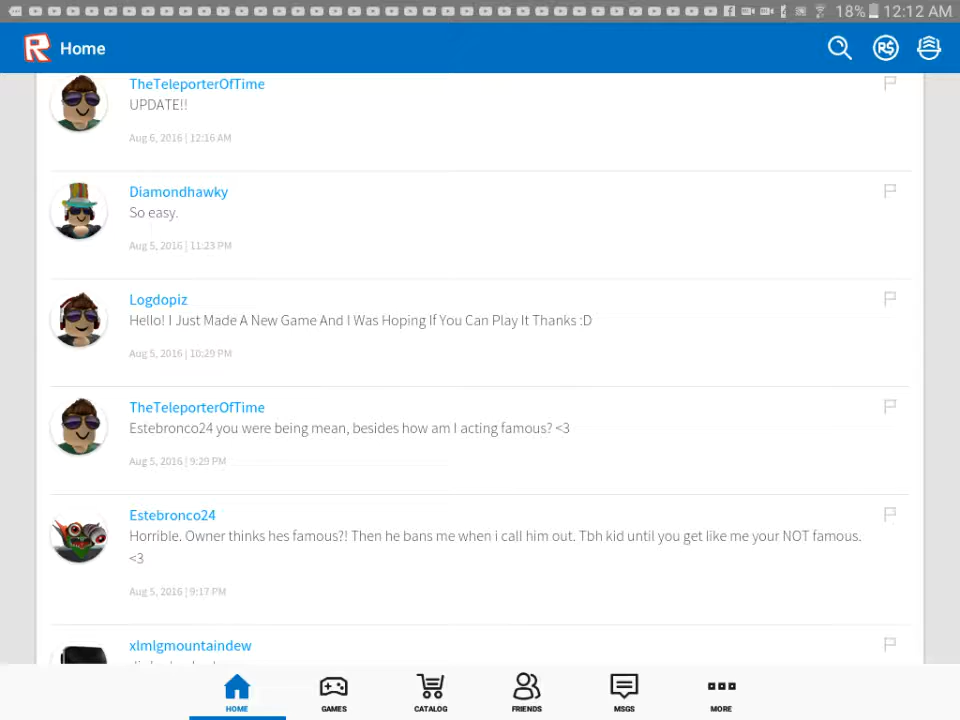 18% 12:12 AM
Home
TheTeleporterOfTime
UPDATE!!
Aug 6, 2016 | 12:16 AM
Diamondhawky
So easy.
Aug 5, 2016 | 11:23 PM
Logdopiz
Hello! I Just Made A New Game And I Was Hoping If You Can Play It Thanks :D
Aug 5, 2016 | 10:29 PM
TheTeleporterOfTime
Estebronco24 you were being mean, besides how am I acting famous? <3
Aug 5, 2016 | 9:29 PM
Estebronco24
Horrible. Owner thinks hes famous?! Then he bans me when i call him out. Tbh kid until you get like me your NOT famous.
<3
Aug 5, 2016 | 9:17 PM
xlmlgmountaindew
HOME GAMES CATALOG FRIENDS MSGS MORE